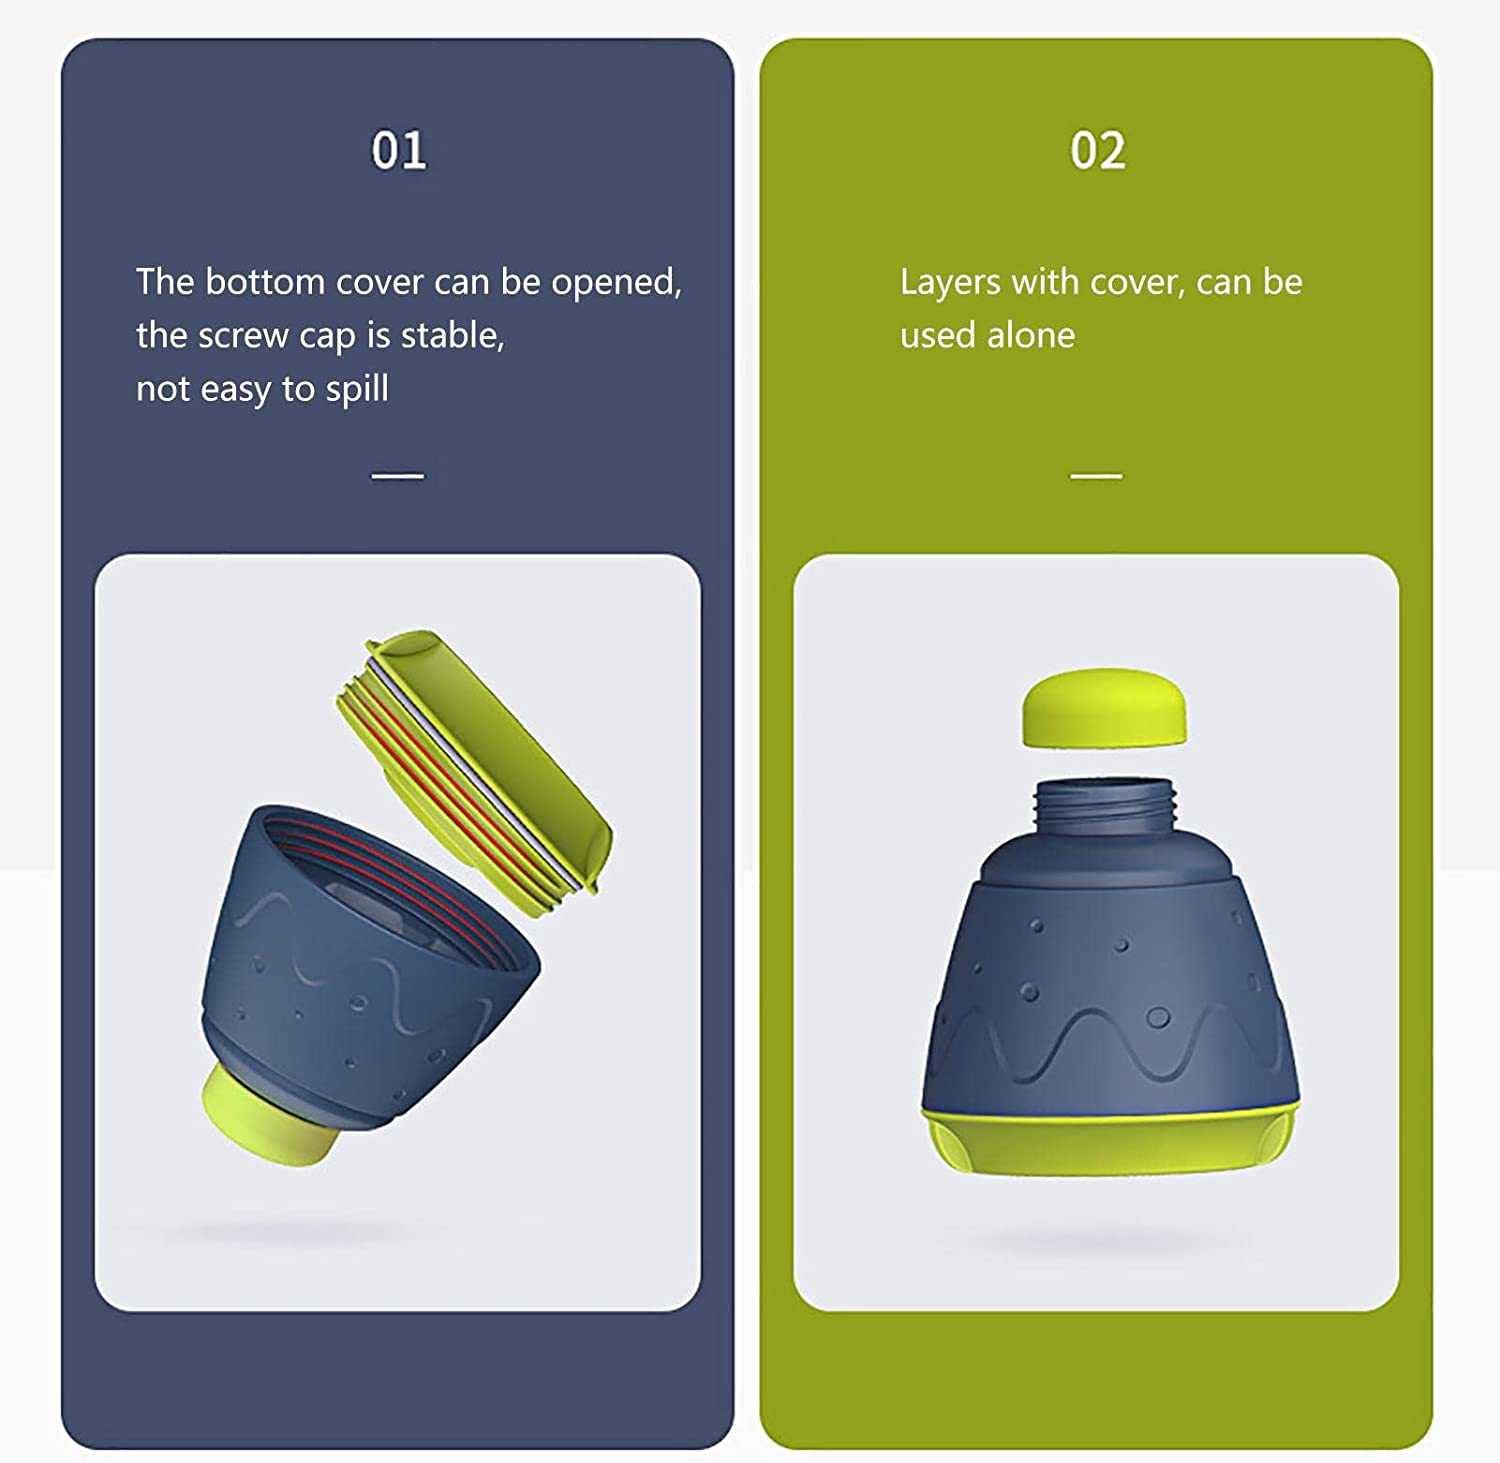 01
The bottom cover can be opened,
the screw cap is stable,
not easy to spill
02
Layers with cover, can be
used alone